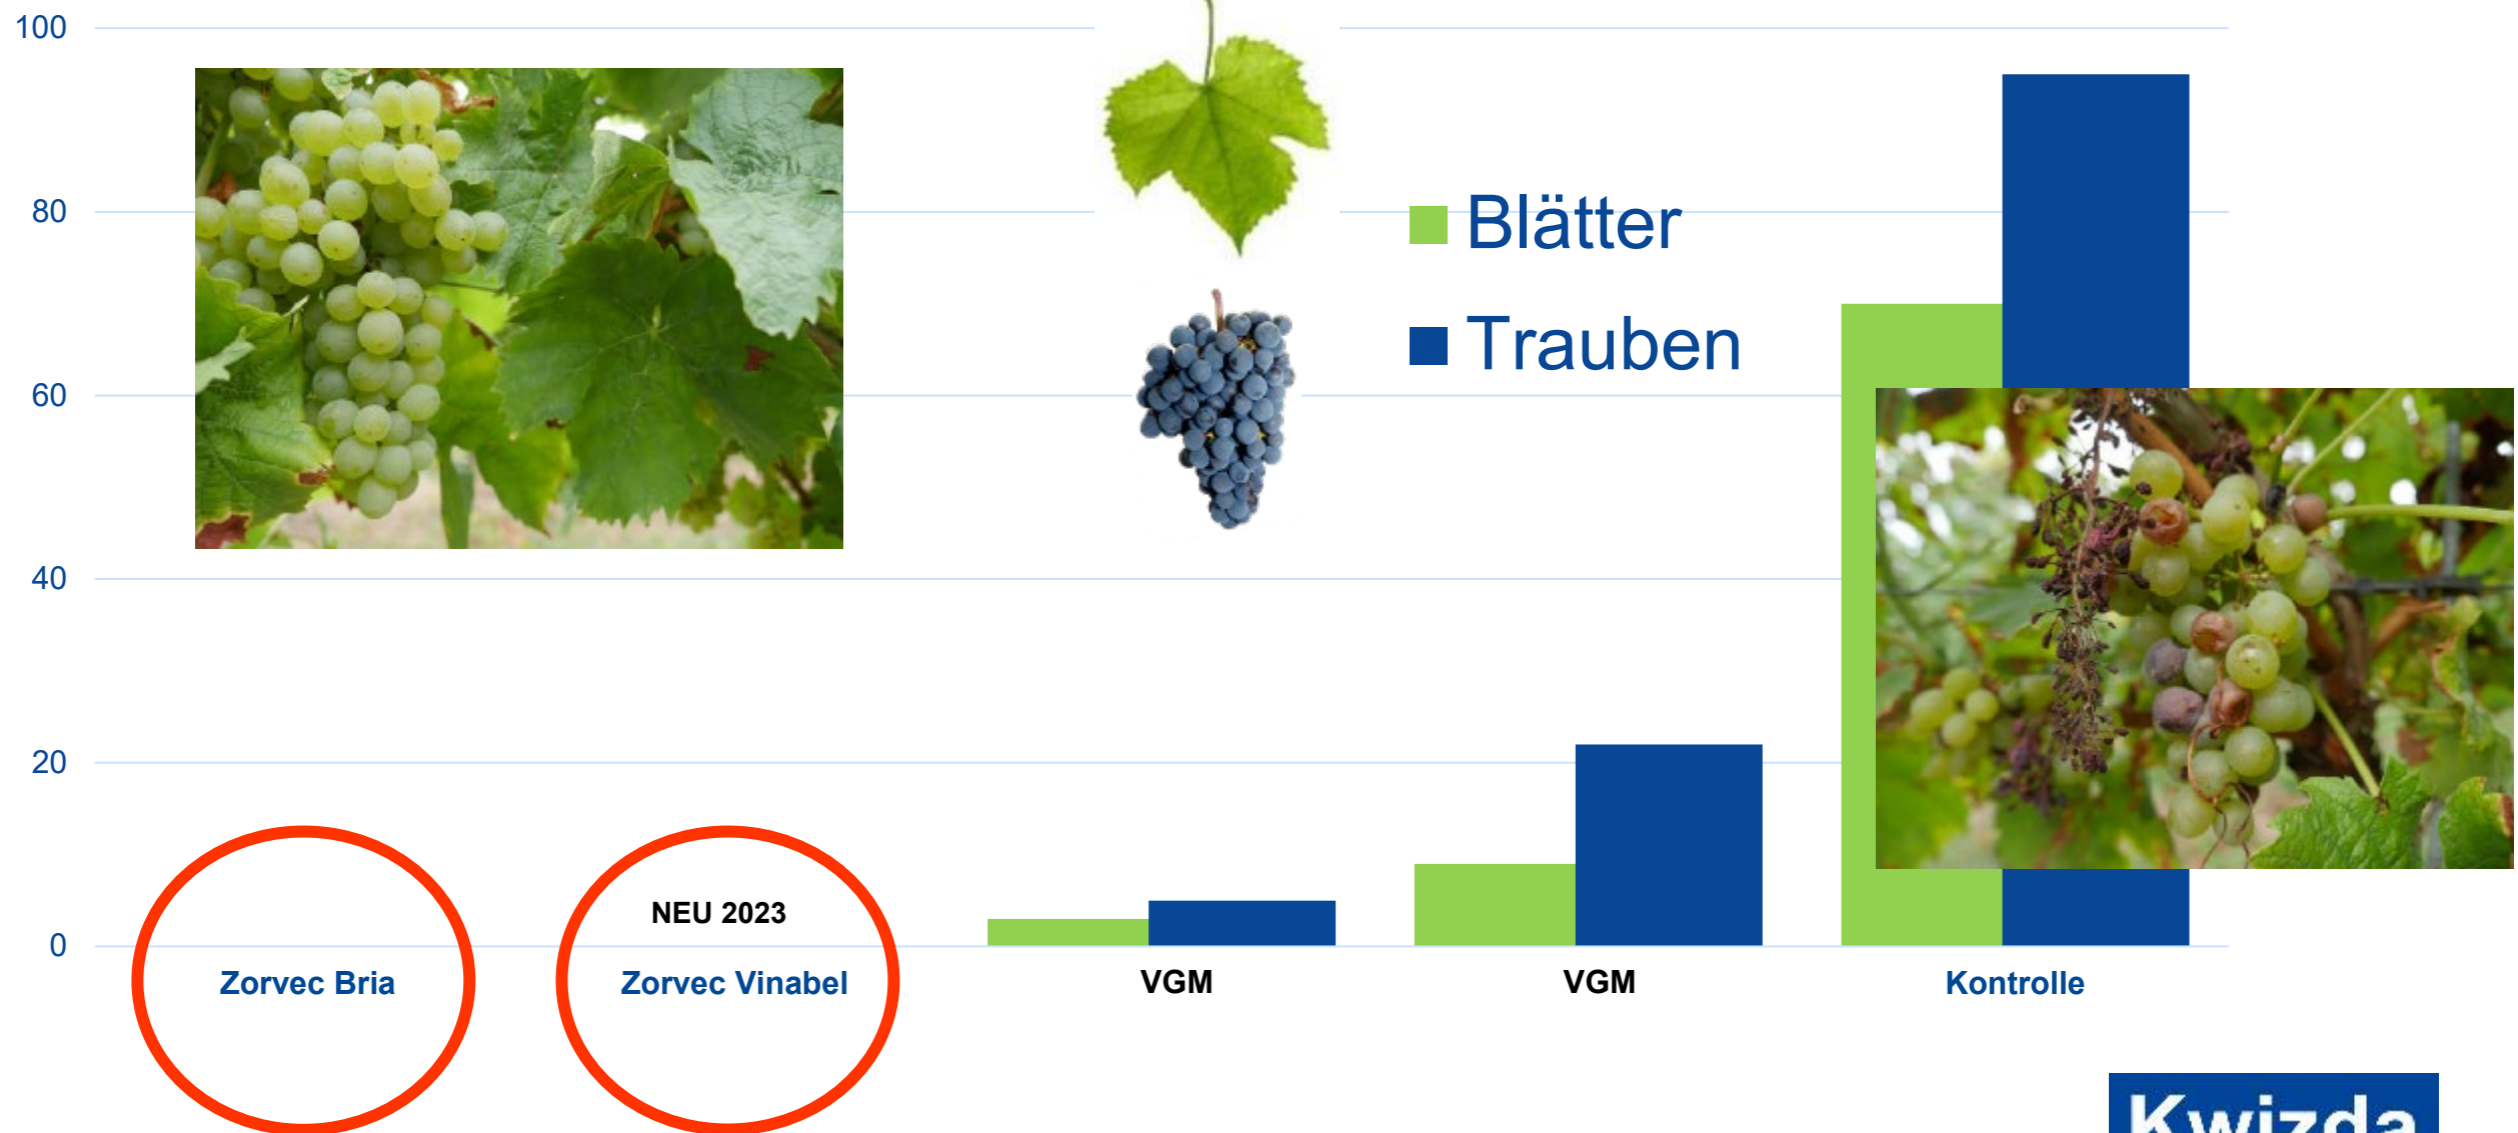 100
80
60
40
20
0
Blätter
Trauben
NEU 2023
Zorvec Bria
Zorvec Vinabel
VGM
VGM
Kontrolle
Kwizda